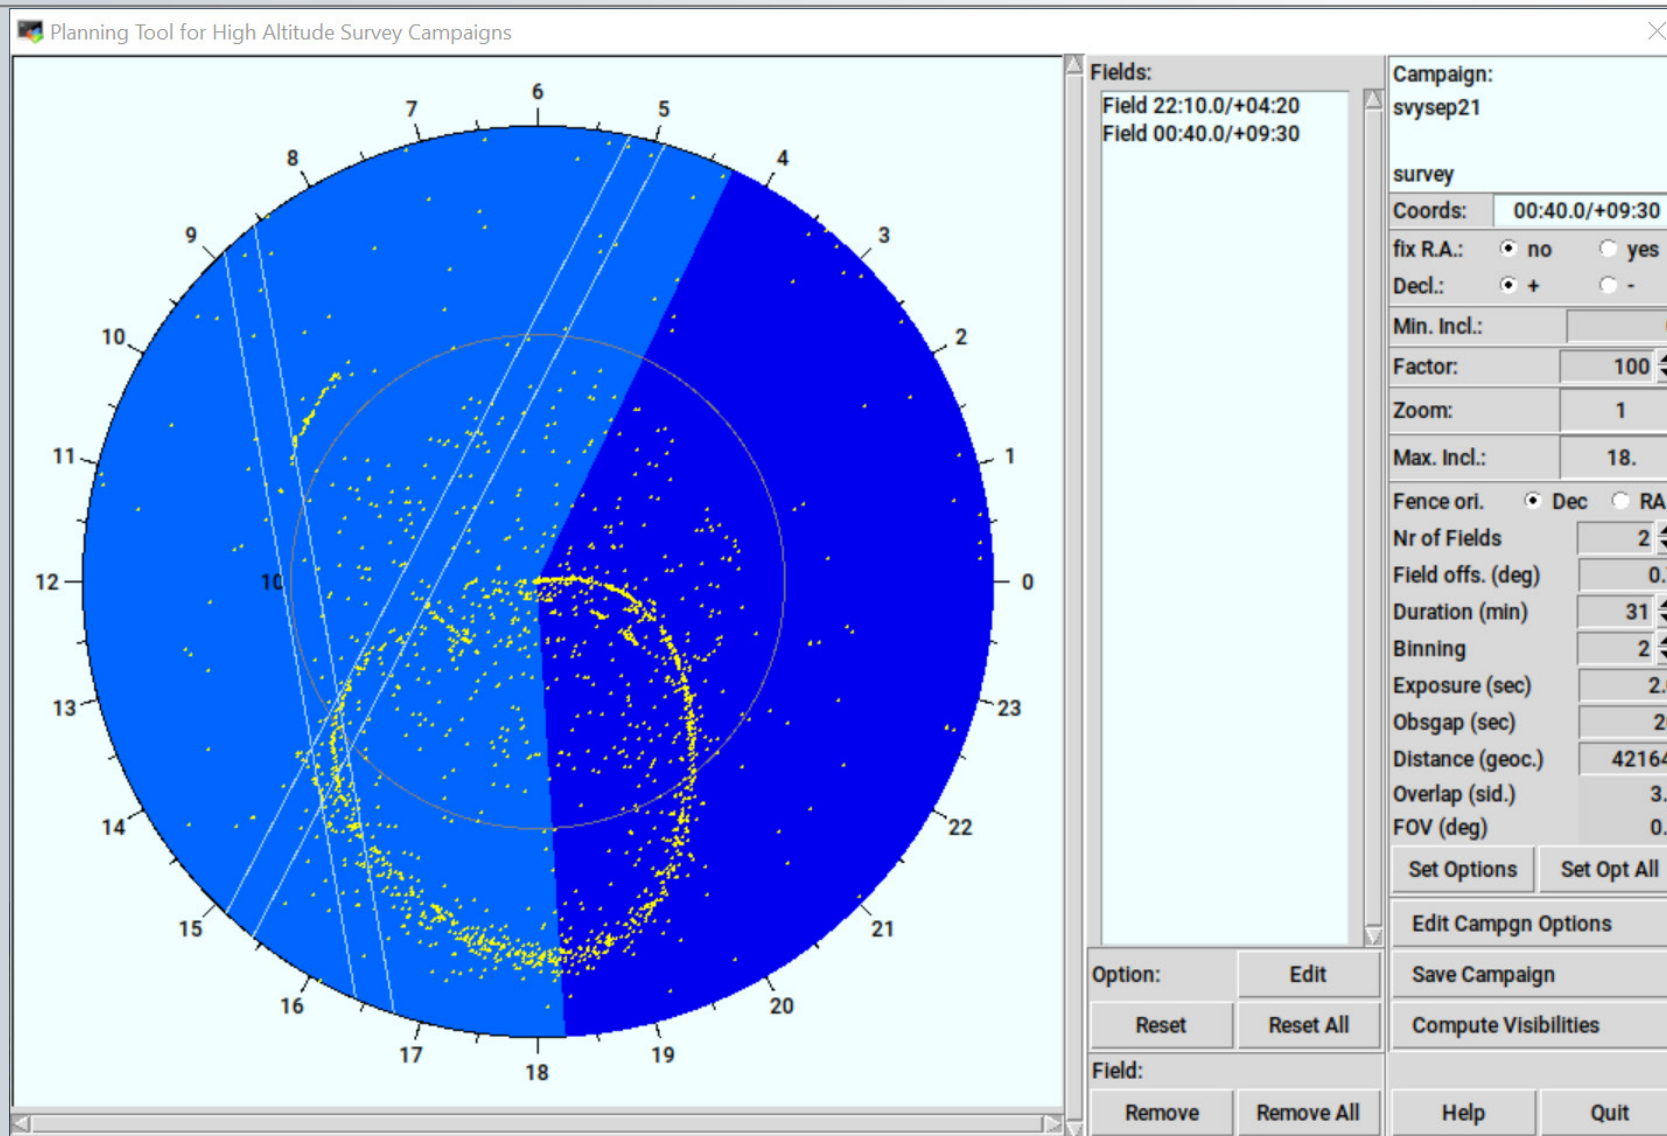 Planning Tool for High Altitude Survey Campaigns
6
7
5
8
4
9
3
10
2
11
1
12
10
0
13
23
14
22
15
21
16
20
17
19
18
Fields:
Field 22:10.0/+04:20
Field 00:40.0/+09:30
Option:
Edit
Reset
Reset All
Field:
Remove
Remove All
Campaign:
svysep21
survey
Coords: 00:40.0/+09:30
fix R.A.: no yes
Decl.: + -
Min. Incl.:
Factor: 100
Zoom: 1
Max. Incl.: 18.
Fence ori. Dec RA
Nr of Fields 2
Field offs. (deg) 0.
Duration (min) 31
Binning 2
Exposure (sec) 2.
Obsgap (sec) 2
Distance (geoc.) 42164
Overlap (sid.) 3.
FOV (deg) 0.
Set Options Set Opt All
Edit Campgn Options
Save Campaign
Compute Visibilities
Help Quit